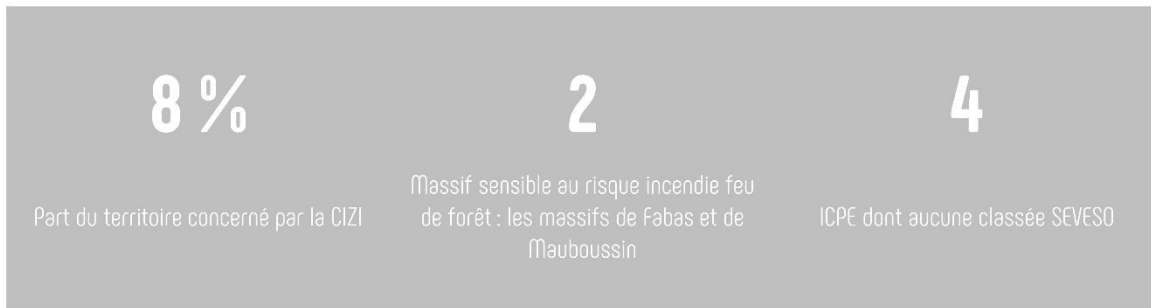 8 %
Part du territoire concerné par la CIZI
2
Massif sensible au risque incendie feu
de forêt : les massifs de Fabas et de
Mauboussin
4
ICPE dont aucune classée SEVESO